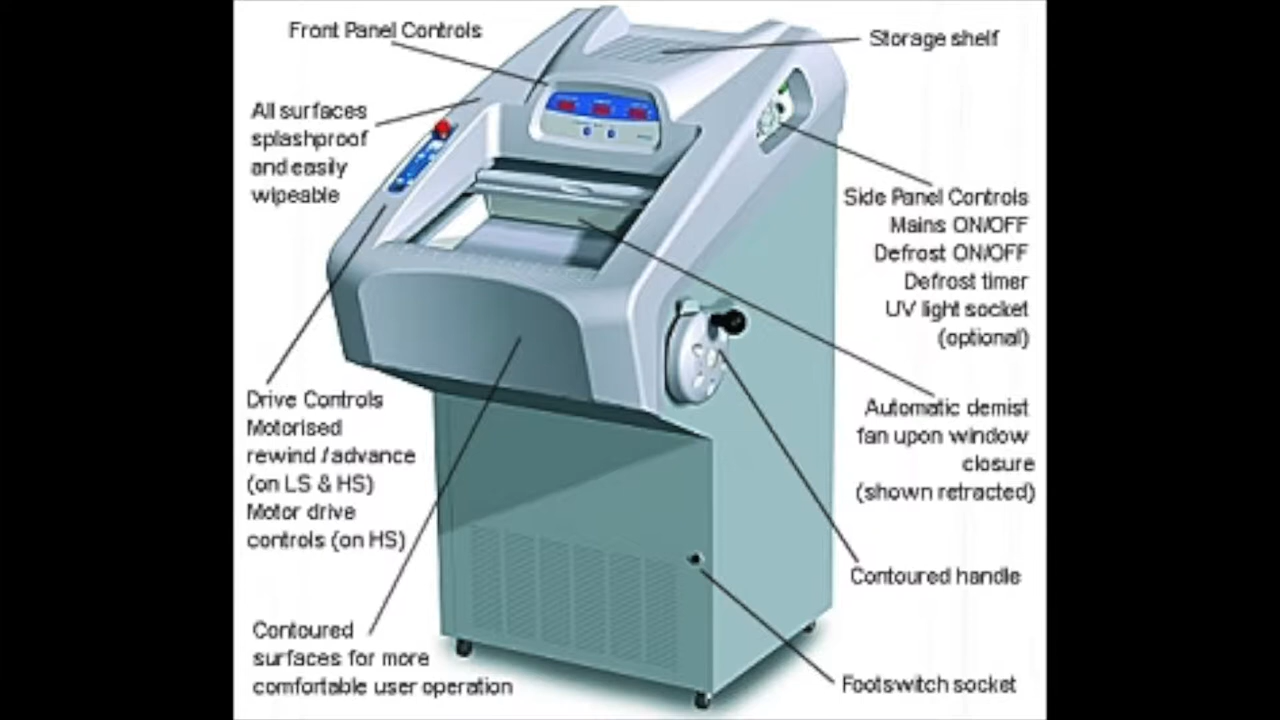 Front Panel Controls
Storage shelf
All surfaces
splashproof
and easily
wipeable
Side Panel Controls
Mains ON/OFF
Defrost ON/OFF
Defrost timer
UV light socket
(optional)
Drive Controls
Motorised
rewind / advance
(on LS & HS)
Motor drive
controls (on HS)
Automatic demist
fan upon window
closure
(shown retracted)
Contoured handle
Contoured
surfaces for more
comfortable user operation
Footswitch socket